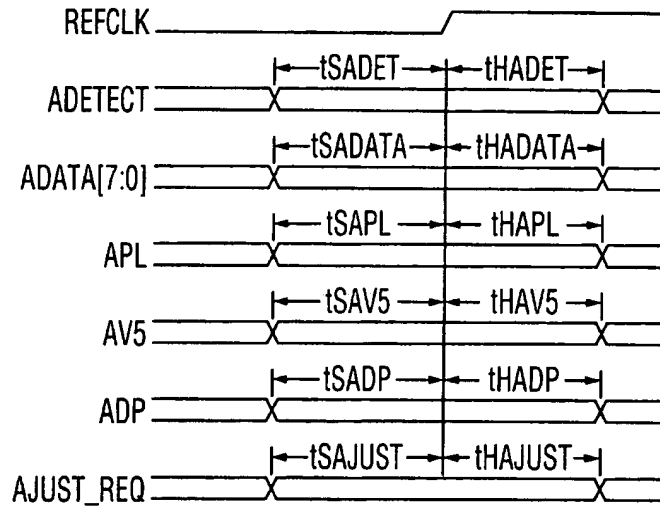 REFCLK
tSADET tHADET
ADETECT
tSADATA tHADATA
ADATA[7:0]
tSAPL tHAPL
APL
tSAV5 tHAV5
AV5
tSADP tHADP
ADP
tSAJUST tHAJUST
AJUST_REQ